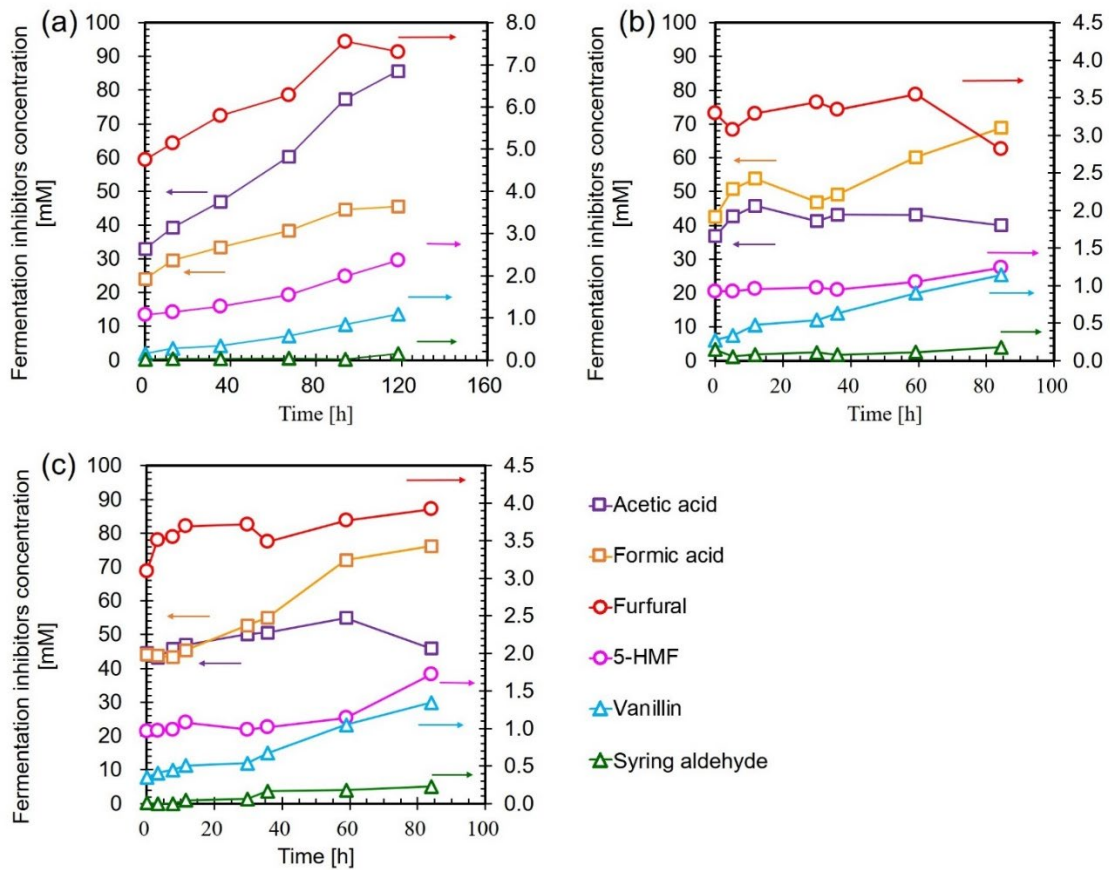 (a)
Fermentation inhibitors concentration
[mM]
100
90
80
70
60
50
40
30
20
10
0
8.0
7.0
6.0
5.0
4.0
3.0
2.0
1.0
0.0
0 40 80 120 160
Time [h]
(b)
Fermentation inhibitors concentration
[mM]
100
90
80
70
60
50
40
30
20
10
0
4.5
4.0
3.5
3.0
2.5
2.0
1.5
1.0
0.5
0.0
0 20 40 60 80 100
Time [h]
(c)
Fermentation inhibitors concentration
[mM]
100
90
80
70
60
50
40
30
20
10
0
4.5
4.0
3.5
3.0
2.5
2.0
1.5
1.0
0.5
0.0
0 20 40 60 80 100
Time [h]
Acetic acid
Formic acid
Furfural
5-HMF
Vanillin
Syring aldehyde